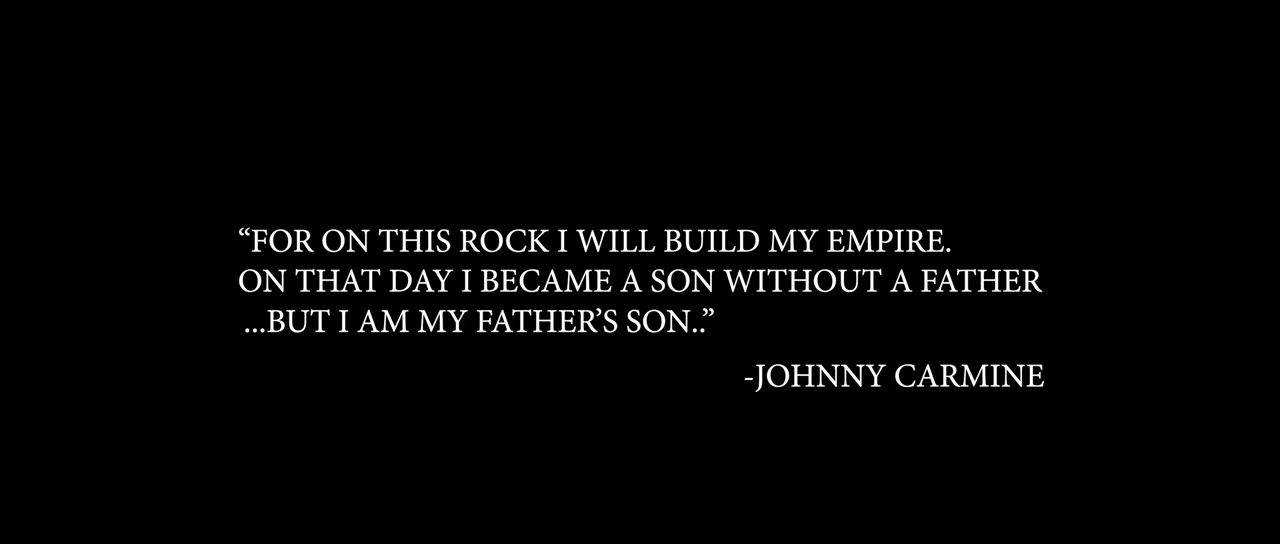 “FOR ON THIS ROCK I WILL BUILD MY EMPIRE.
ON THAT DAY I BECAME A SON WITHOUT A FATHER
...BUT I AM MY FATHER’S SON..”
-JOHNNY CARMINE